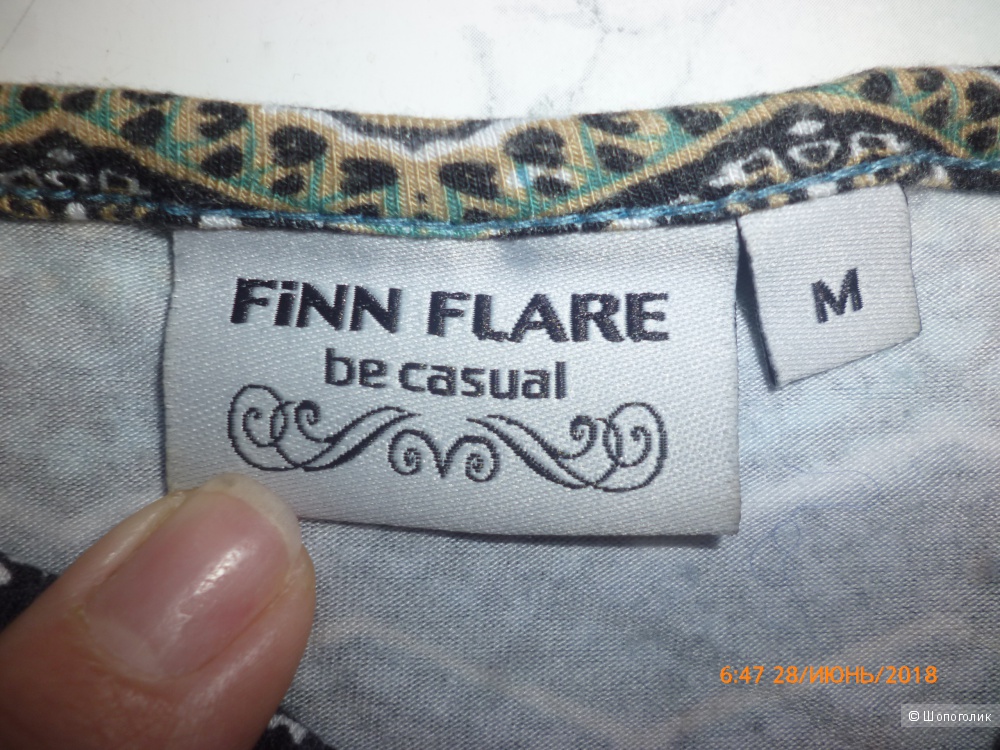 FiNN FLARE
be casual
M
6:47 28/ИЮНЬ/2018
© Шопоголик